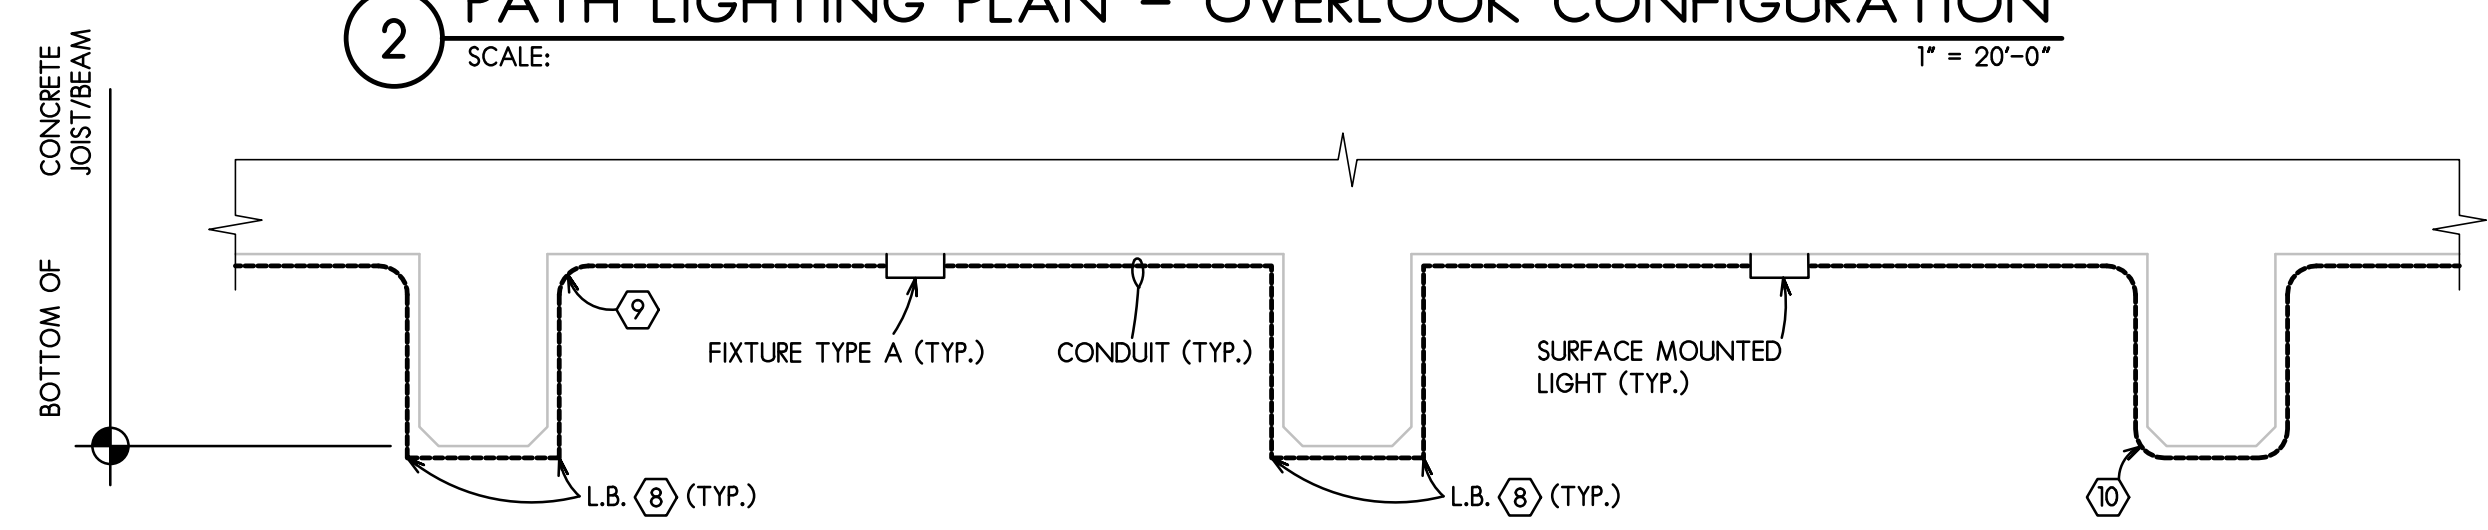 2
PATH LIGHTING PLAN - OVERLOOK CONFIGURATION
SCALE:
1" = 20'-0"
BOTTOM OF CONCRETE
JOIST/BEAM
9
FIXTURE TYPE A (TYP.)
CONDUIT (TYP.)
SURFACE MOUNTED
LIGHT (TYP.)
L.B. 8 (TYP.)
L.B. 8 (TYP.)
10